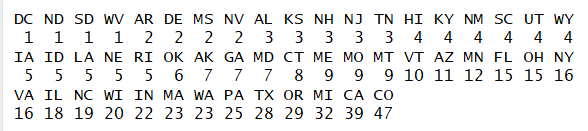 DC ND SD WV AR DE MS NV AL KS NH NJ TN HI KY NM SC UT WY
1 1 1 1 2 2 2 2 3 3 3 3 3 4 4 4 4 4 4
IA ID LA NE RI OK AK GA MD CT ME MO MT VT AZ MN FL OH NY
5 5 5 5 5 6 7 7 7 8 9 9 9 10 11 12 15 15 16
VA IL NC WI IN MA WA PA TX OR MI CA CO
16 18 19 20 22 23 23 25 28 29 32 39 47